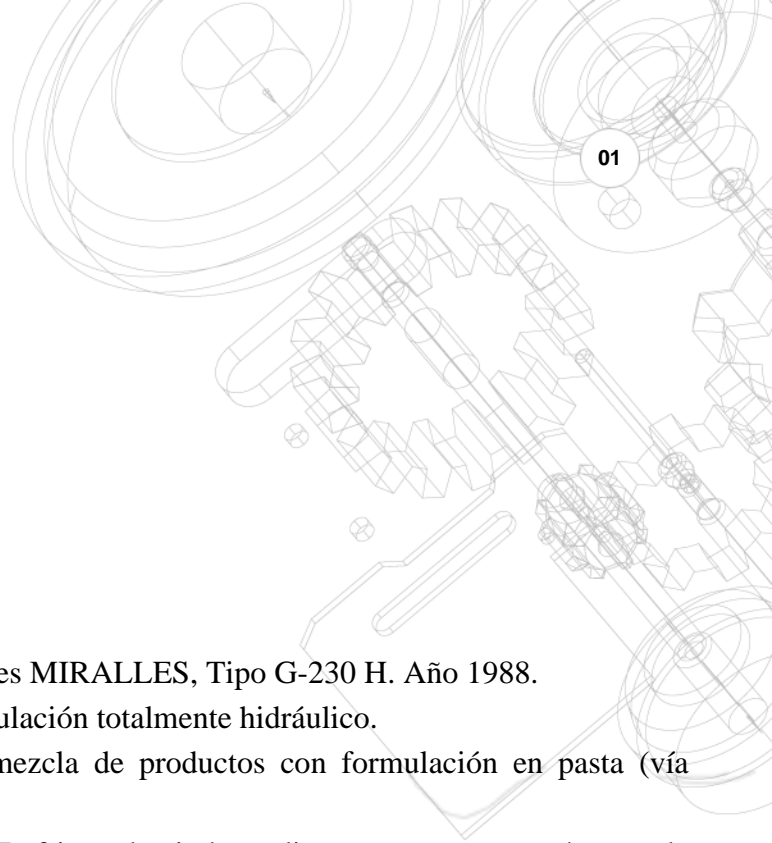 01
es MIRALLES, Tipo G-230 H. Año 1988.
ulación totalmente hidráulico.
mezcla de productos con formulación en pasta (vía